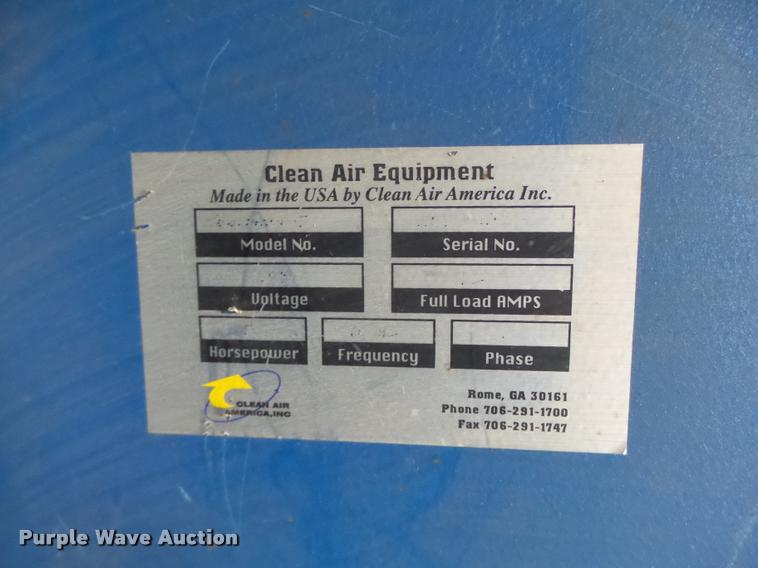 Clean Air Equipment
Made in the USA by Clean Air America Inc.
Model No. Serial No.
Voltage Full Load AMPS
Horsepower Frequency Phase
CLEAN AIR
AMERICA, INC
Rome, GA 30161
Phone 706-291-1700
Fax 706-291-1747
Purple Wave Auction